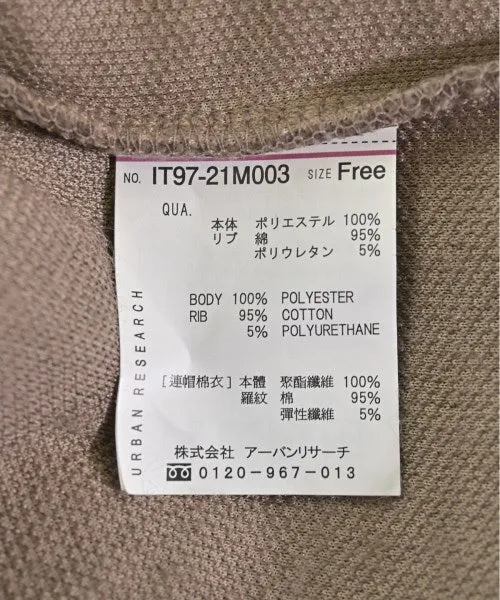 NO. IT97-21M003 SIZE Free
QUA.
本体 ポリエステル 100%
リブ 綿 95%
ポリウレタン 5%
BODY 100% POLYESTER
RIB 95% COTTON
5% POLYURETHANE
[連帽棉衣] 本體 聚酯纖維 100%
羅紋 棉 95%
彈性纖維 5%
株式会社 アーバンリサーチ
0120-967-013
URBAN RESEARCH